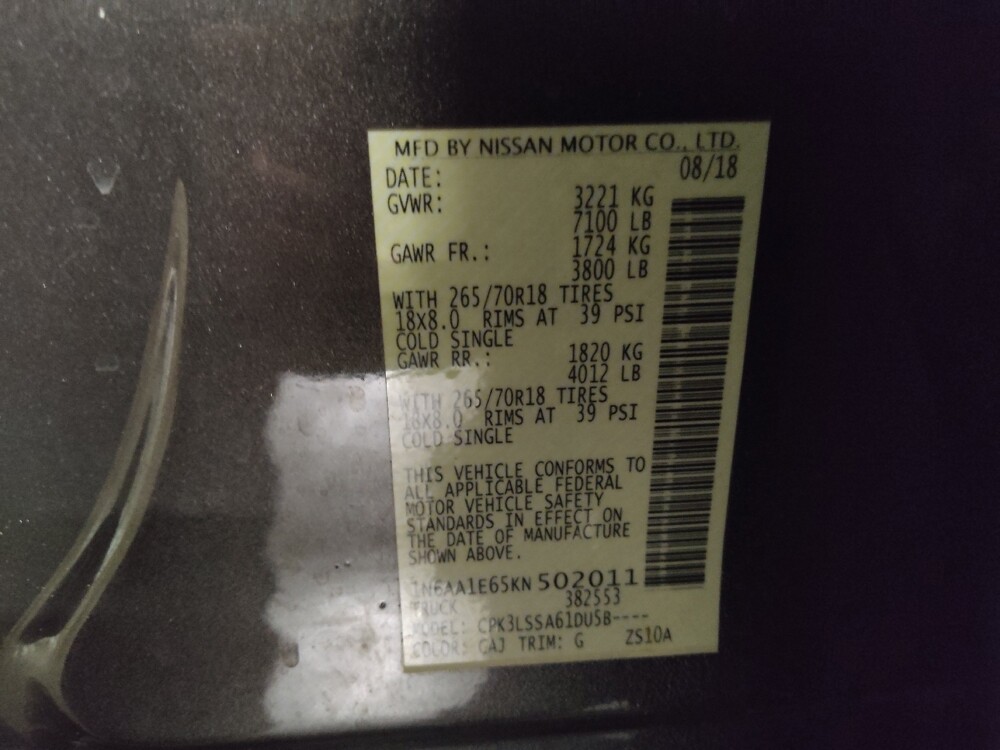 MFD BY NISSAN MOTOR CO., LTD.
DATE: 08/18
GVWR: 3221 KG
7100 LB
GAWR FR.: 1724 KG
3800 LB
WITH 265/70R18 TIRES
18X8.0 RIMS AT 39 PSI
COLD SINGLE
GAWR RR.: 1820 KG
4012 LB
WITH 265/70R18 TIRES
18X8.0 RIMS AT 39 PSI
COLD SINGLE
THIS VEHICLE CONFORMS TO
ALL APPLICABLE FEDERAL
MOTOR VEHICLE SAFETY
STANDARDS IN EFFECT ON
THE DATE OF MANUFACTURE
SHOWN ABOVE.
1N6AA1E65KN 502011
TRUCK 382553
MODEL: CPK3LSSA61DU5B----
COLOR: GAJ TRIM: G ZS10A